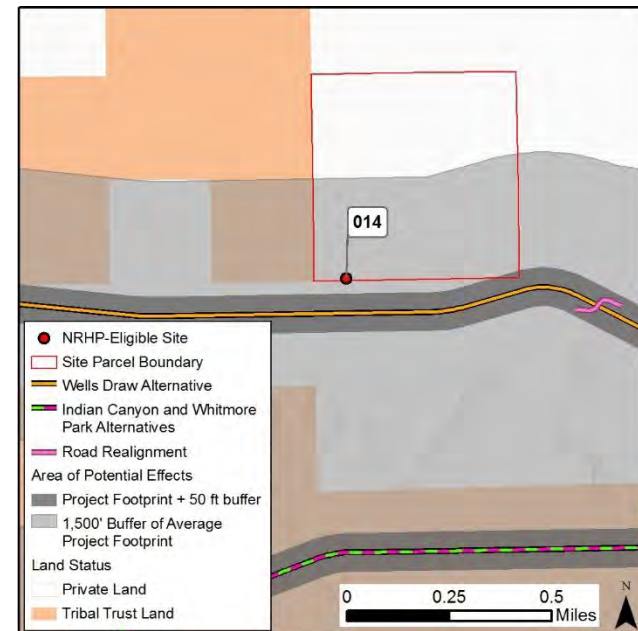 014
NRHP-Eligible Site
Site Parcel Boundary
Wells Draw Alternative
Indian Canyon and Whitmore
Park Alternatives
Road Realignment
Area of Potential Effects
Project Footprint + 50 ft buffer
1,500' Buffer of Average
Project Footprint
Land Status
Private Land
Tribal Trust Land
0 0.25 0.5
Miles
N